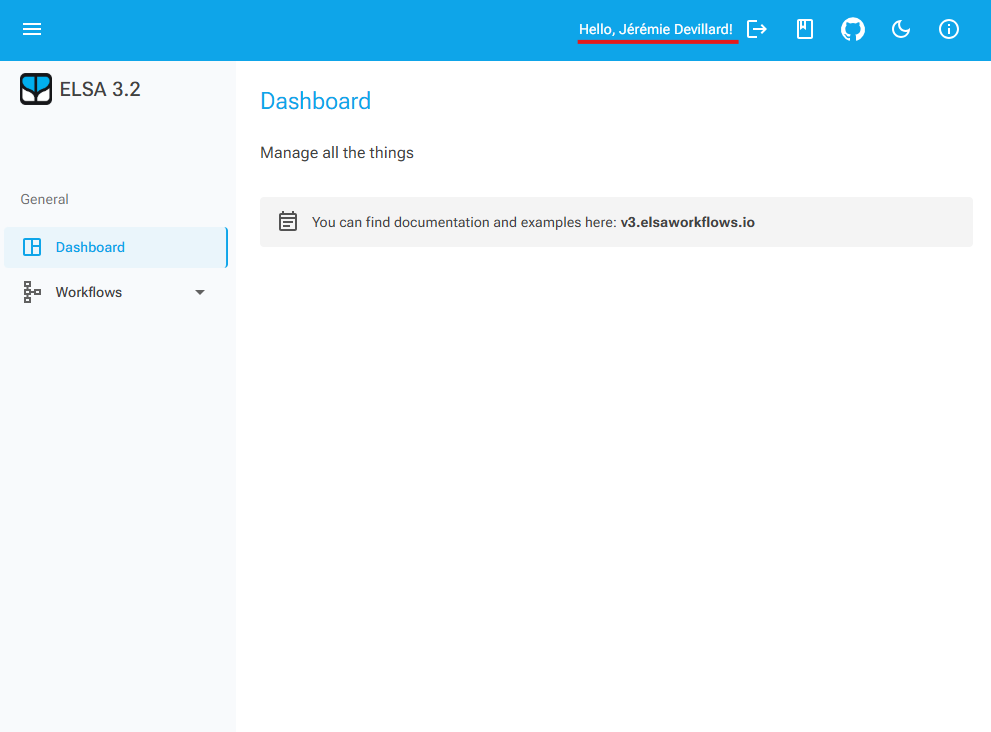 Hello, Jérémie Devillard!
ELSA 3.2
Dashboard
Manage all the things
General
You can find documentation and examples here: v3.elsaworkflows.io
Dashboard
Workflows